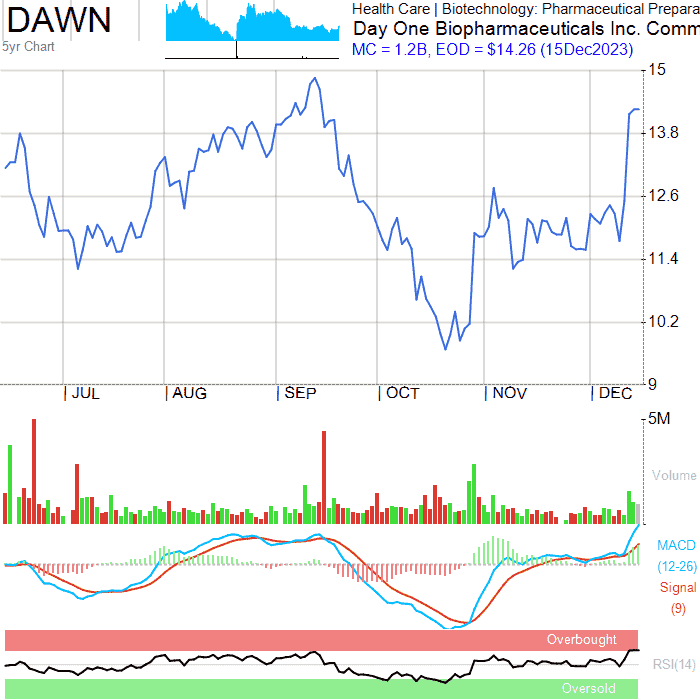 DAWN
5yr Chart
Health Care | Biotechnology: Pharmaceutical Prepara
Day One Biopharmaceuticals Inc. Comm
MC = 1.2B, EOD = $14.26 (15Dec2023)
15
13.8
12.6
11.4
10.2
9
JUL AUG SEP OCT NOV DEC
5M
Volume
MACD
(12-26)
Signal
(9)
Overbought
RSI(14)
Oversold